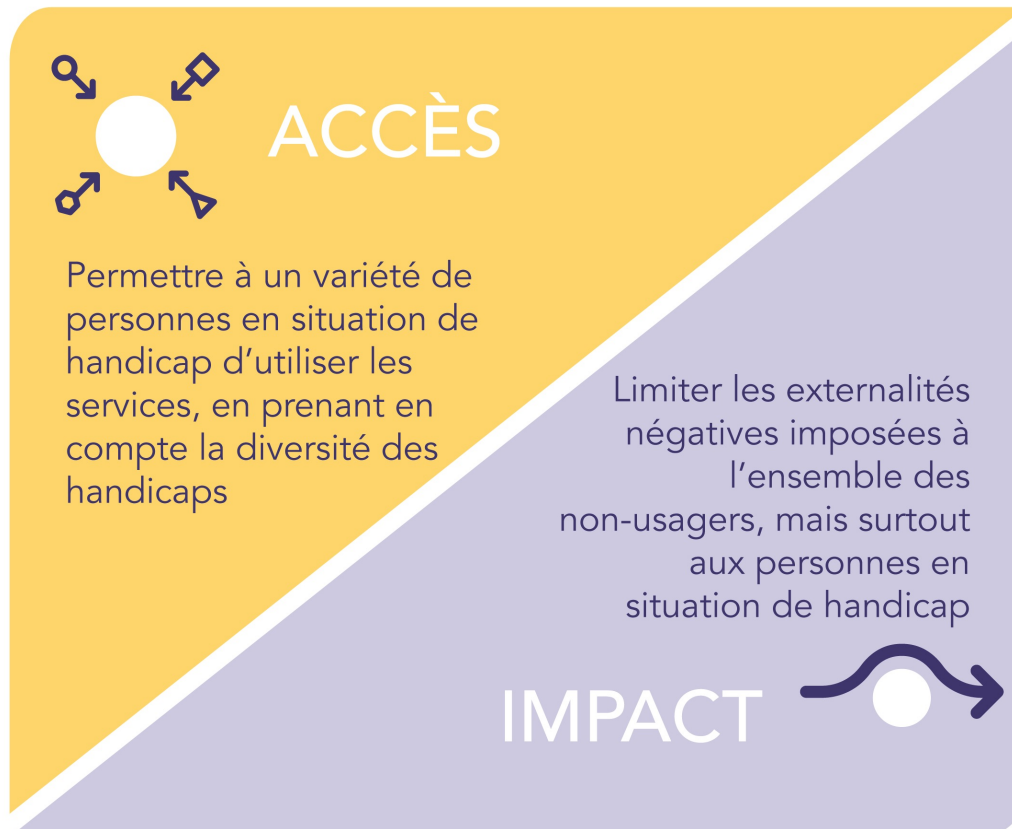 ACCÈS
Permettre à un variété de
personnes en situation de
handicap d’utiliser les
services, en prenant en
compte la diversité des
handicaps
Limiter les externalités
négatives imposées à
l’ensemble des
non-usagers, mais surtout
aux personnes en
situation de handicap
IMPACT